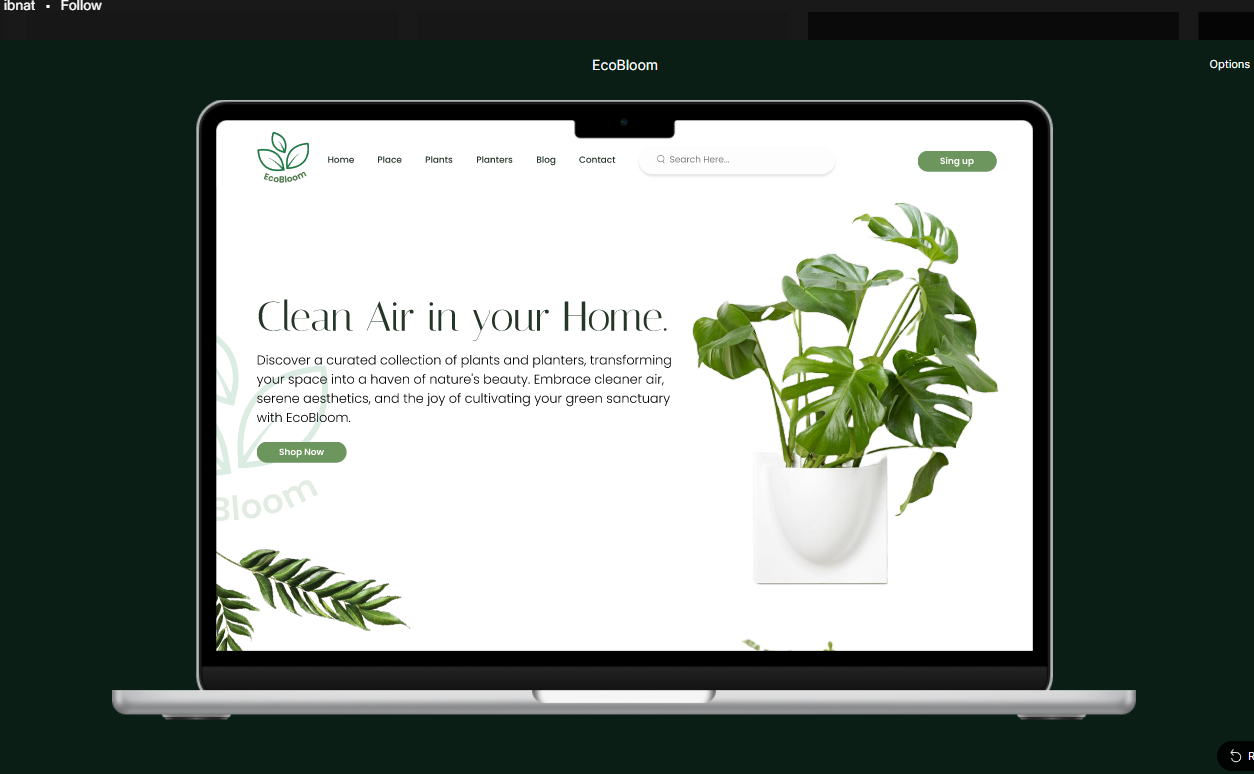 ibnat • Follow
EcoBloom
Options
EcoBloom
Home Place Plants Planters Blog Contact
Search Here...
Sing up
Clean Air in your Home.
Discover a curated collection of plants and planters, transforming
your space into a haven of nature's beauty. Embrace cleaner air,
serene aesthetics, and the joy of cultivating your green sanctuary
with EcoBloom.
Shop Now
Bloom
R